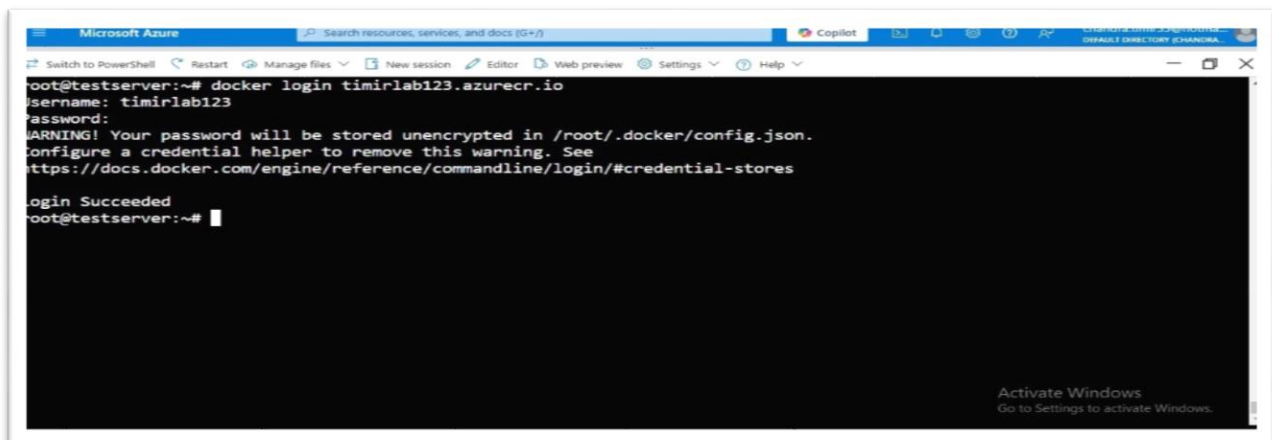 Microsoft Azure
Search resources, services, and docs (G+/)
Copilot
DEFAULT DIRECTORY (CHANDRA...
Switch to PowerShell Restart Manage files New session Editor Web preview Settings Help
root@testserver:~# docker login timirlab123.azurecr.io
Username: timirlab123
Password:
WARNING! Your password will be stored unencrypted in /root/.docker/config.json.
Configure a credential helper to remove this warning. See
https://docs.docker.com/engine/reference/commandline/login/#credential-stores
Login Succeeded
root@testserver:~#
Activate Windows
Go to Settings to activate Windows.